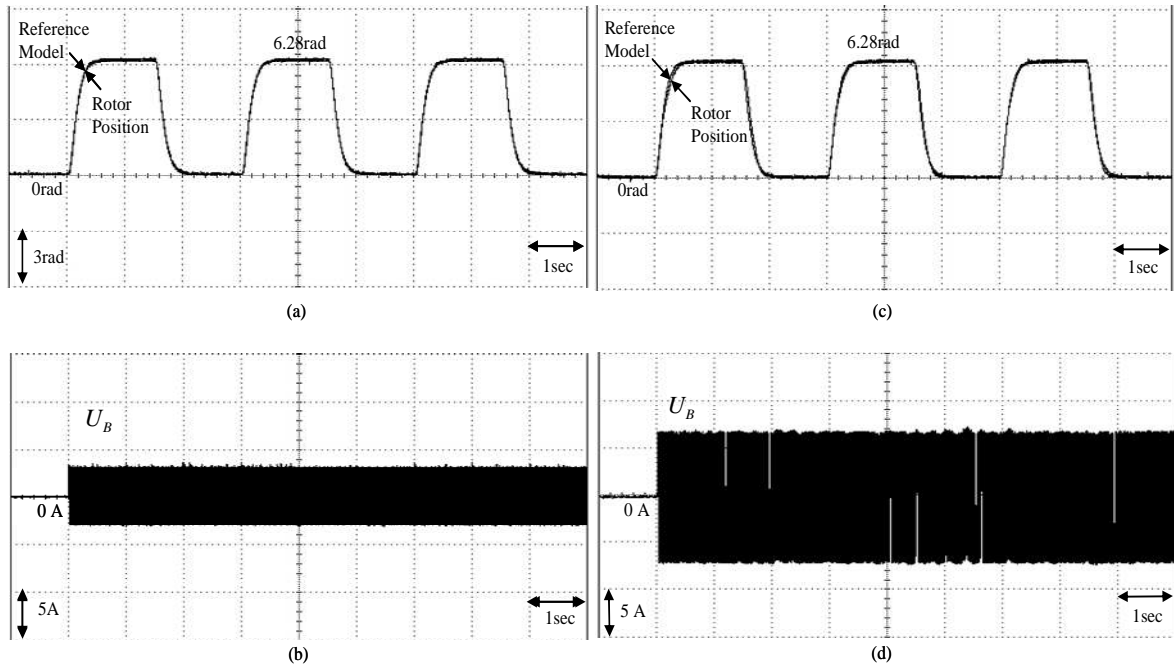 Reference
Model
6.28rad
Rotor
Position
0rad
3rad
1sec
(a)
Reference
Model
6.28rad
Rotor
Position
0rad
1sec
(c)
U_B
0 A
5A
1sec
(b)
U_B
0 A
5 A
1sec
(d)